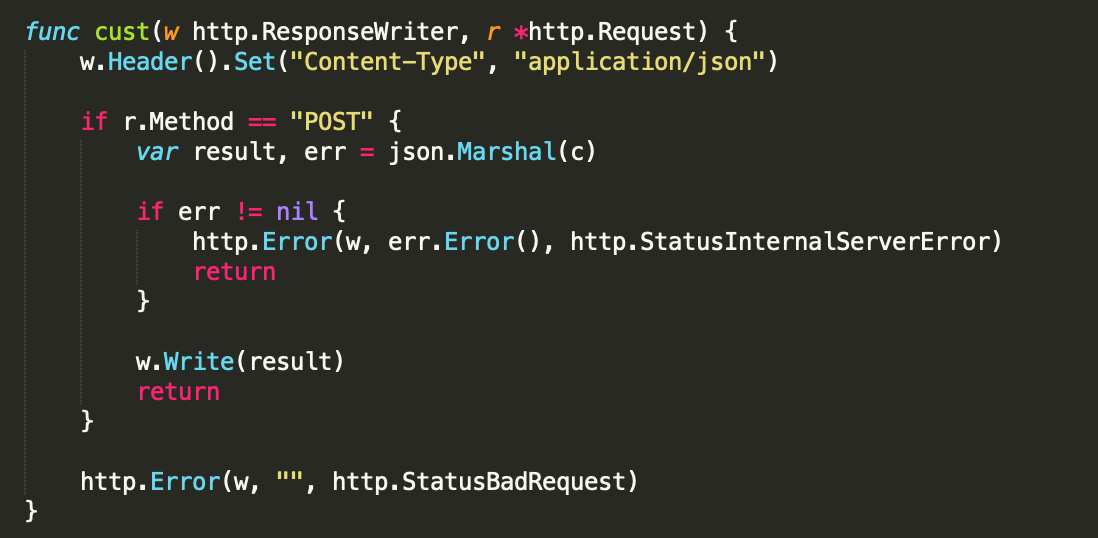 func cust(w http.ResponseWriter, r *http.Request) {
    w.Header().Set("Content-Type", "application/json")
    if r.Method == "POST" {
        var result, err = json.Marshal(c)
        if err != nil {
            http.Error(w, err.Error(), http.StatusInternalServerError)
            return
        }
        w.Write(result)
        return
    }
    http.Error(w, "", http.StatusBadRequest)
}